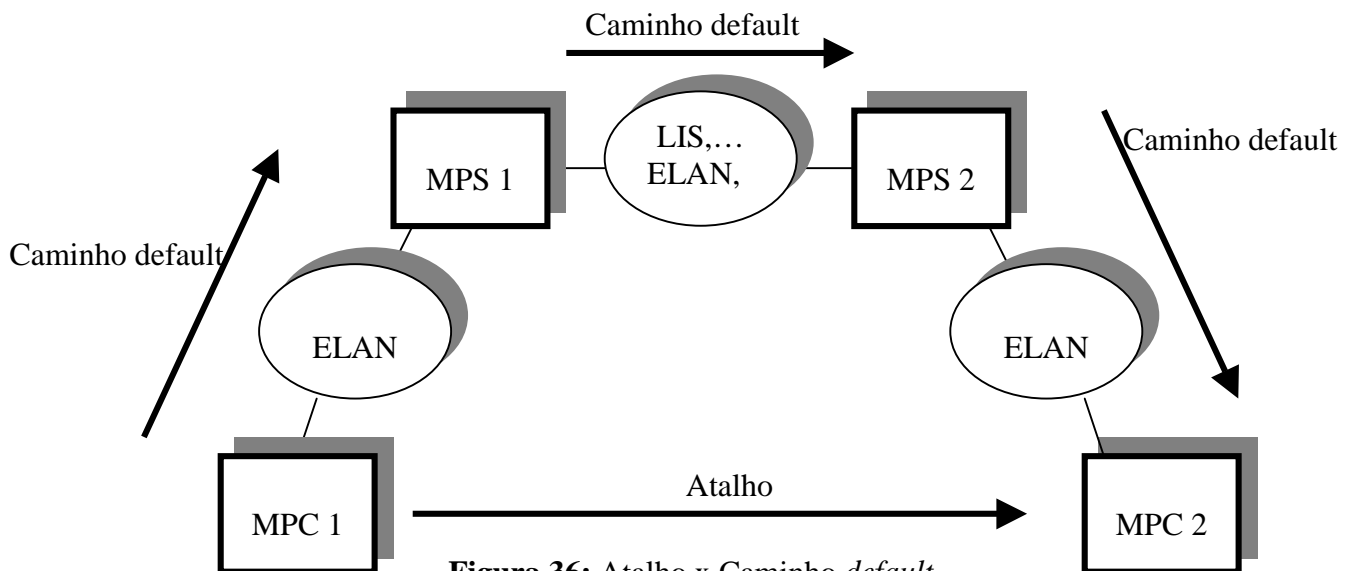 Caminho default
LIS,…
ELAN,
MPS 1
MPS 2
Caminho default
Caminho default
ELAN
ELAN
Atalho
MPC 1
MPC 2
Figura 36: Atalho x Caminho default